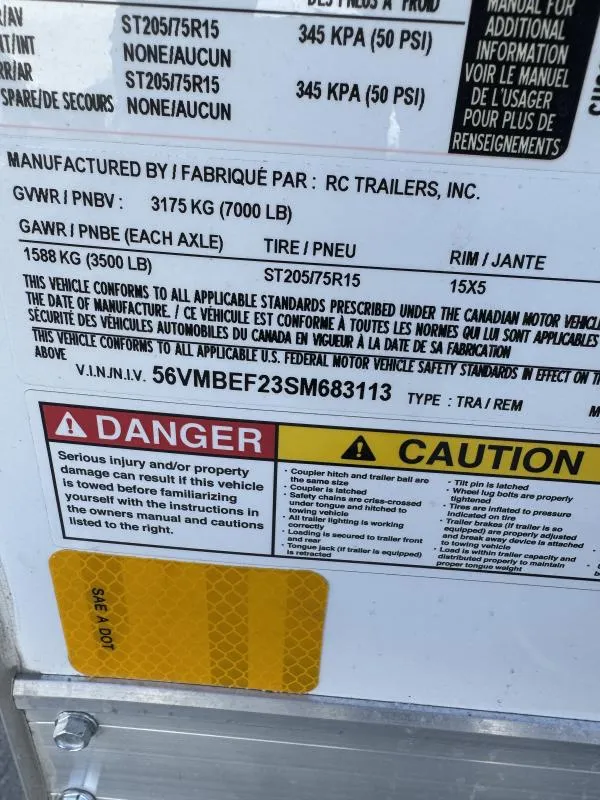 DES PNEUS À FROID
/AV ST205/75R15 345 KPA (50 PSI)
NT/INT NONE/AUCUN
RR/AR ST205/75R15 345 KPA (50 PSI)
SPARE/DE SECOURS NONE/AUCUN
MANUAL FOR
ADDITIONAL
INFORMATION
VOIR LE MANUEL
DE L'USAGER
POUR PLUS DE
RENSEIGNEMENTS
MANUFACTURED BY / FABRIQUÉ PAR : RC TRAILERS, INC.
GVWR / PNBV : 3175 KG (7000 LB)
GAWR / PNBE (EACH AXLE) TIRE / PNEU RIM / JANTE
1588 KG (3500 LB) ST205/75R15 15X5
THIS VEHICLE CONFORMS TO ALL APPLICABLE STANDARDS PRESCRIBED UNDER THE CANADIAN MOTOR
THE DATE OF MANUFACTURE. / CE VÉHICULE EST CONFORME À TOUTES LES NORMES QUI LUI SONT APPLICABLES
SÉCURITÉ DES VÉHICULES AUTOMOBILES DU CANADA EN VIGUEUR À LA DATE DE SA FABRICATION
THIS VEHICLE CONFORMS TO ALL APPLICABLE U.S. FEDERAL MOTOR VEHICLE SAFETY STANDARDS IN EFFECT ON
ABOVE
V.I.N./N.I.V. 56VMBEF23SM683113 TYPE : TRA / REM M
DANGER
Serious injury and/or property
damage can result if this vehicle
is towed before familiarizing
yourself with the instructions in
the owners manual and cautions
listed to the right.
CAUTION
· Coupler hitch and trailer ball are
the same size
· Coupler is latched
· Safety chains are criss-crossed
under tongue and hitched to
towing vehicle
· All trailer lighting is working
correctly
· Loading is secured to trailer front
and rear
· Tongue jack (if trailer is equipped)
is retracted
· Tilt pin is latched
· Wheel lug bolts are properly
tightened
· Tires are inflated to pressure
indicated on tire
· Trailer brakes (if trailer is so
equipped) are properly adjusted
and break away device is attached
to towing vehicle
· Load is within trailer capacity and
distributed properly to maintain
proper tongue weight
SAE A DOT